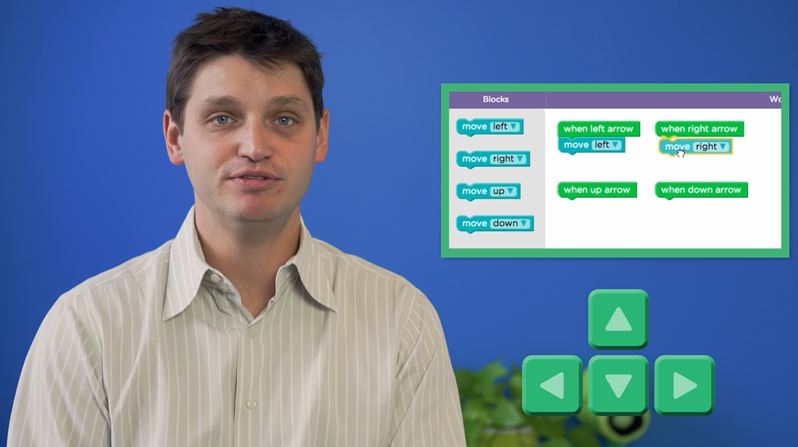 Blocks
Wo
move left
move right
move up
move down
when left arrow
move left
when right arrow
move right
when up arrow
when down arrow